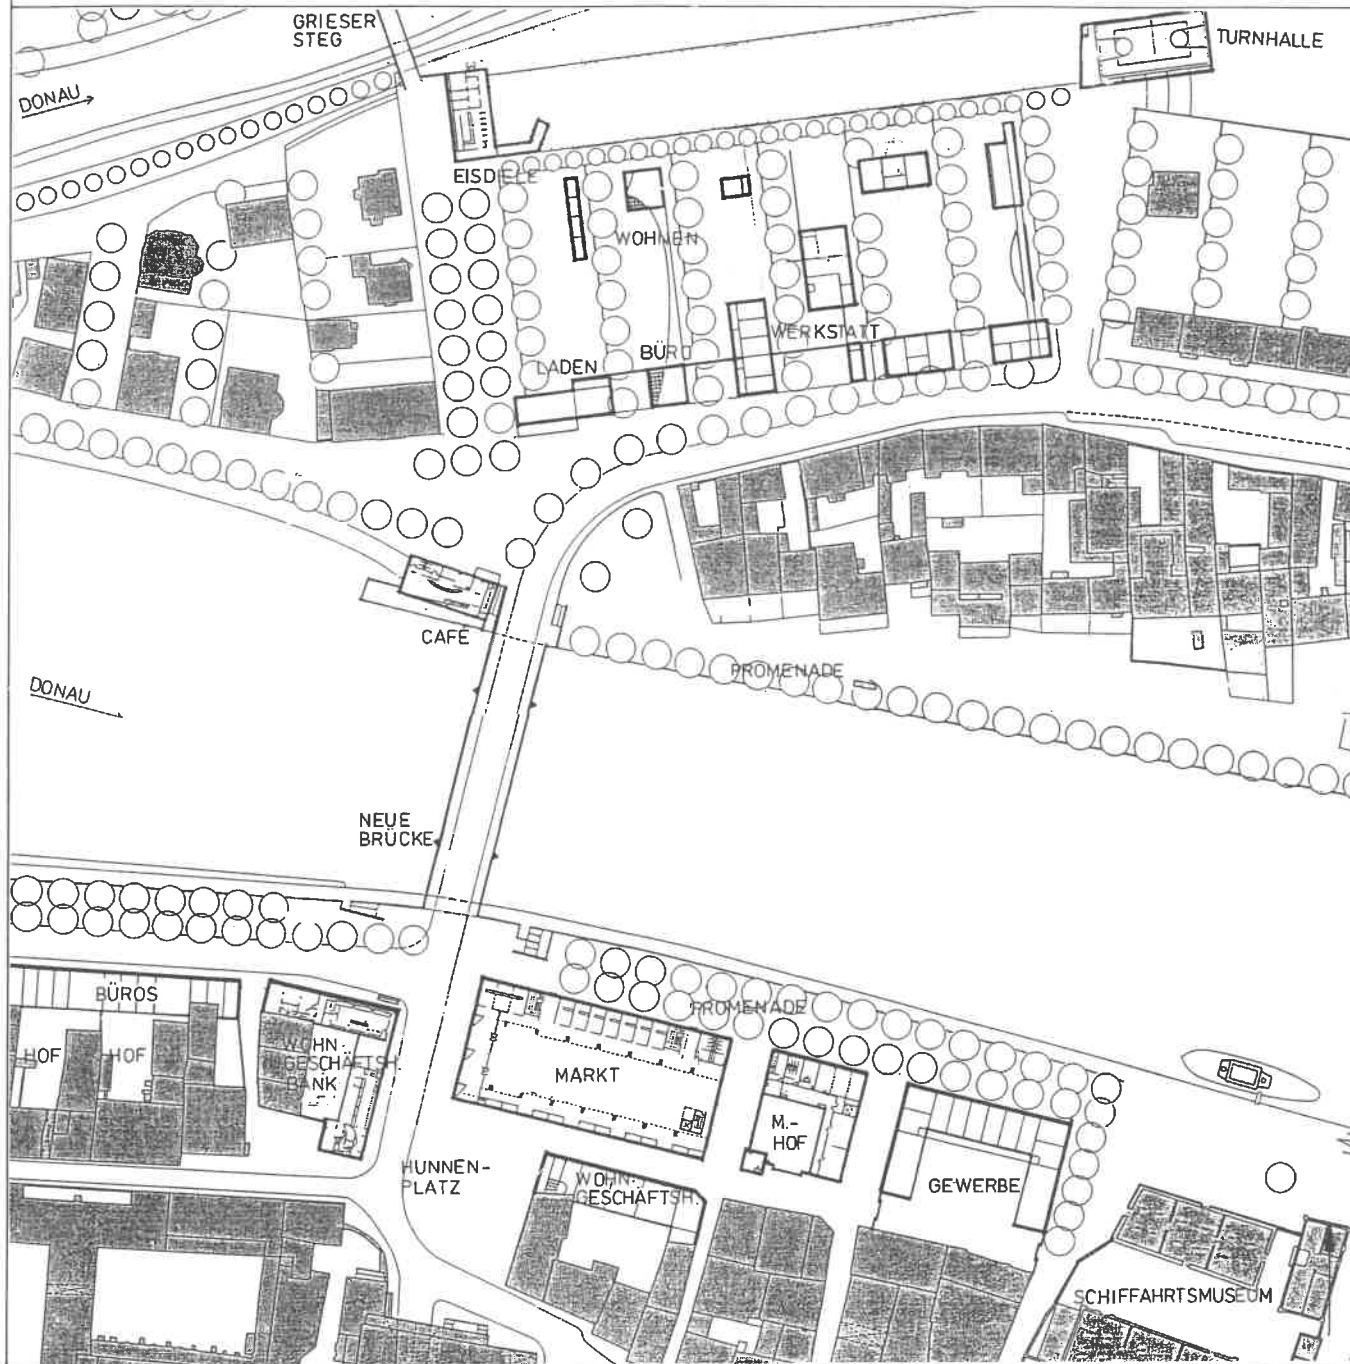 GRIESER
STEG
TURNHALLE
DONAU
EISDIELE
WOHNEN
WERKSTATT
BÜRO
LADEN
CAFE
PROMENADE
DONAU
NEUE
BRÜCKE
BÜROS
PROMENADE
HOF
HOF
WOHN-
GESCHÄFTSH.
BANK
MARKT
M.-
HOF
HUNNEN-
PLATZ
WOHN-
GESCHÄFTSH.
GEWERBE
SCHIFFAHRTSMUSEUM